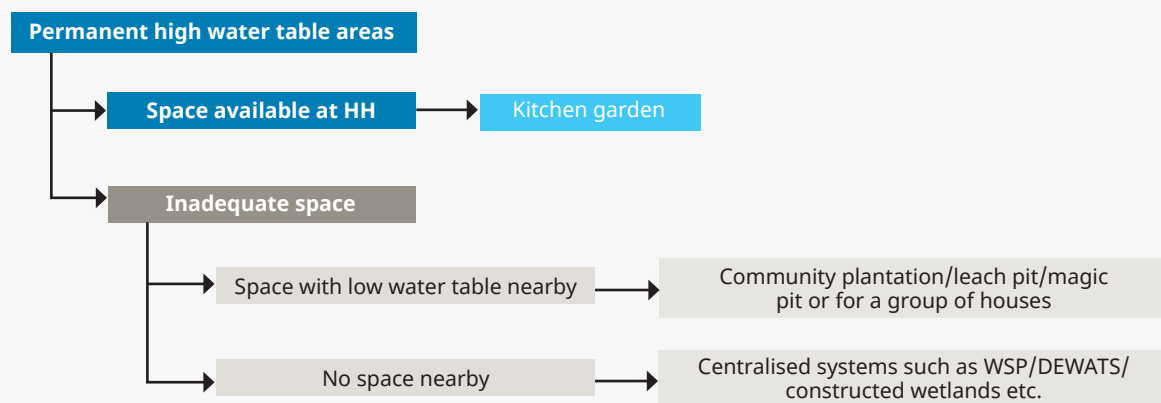 Permanent high water table areas
Space available at HH
Kitchen garden
Inadequate space
Space with low water table nearby
Community plantation/leach pit/magic
pit or for a group of houses
No space nearby
Centralised systems such as WSP/DEWATS/
constructed wetlands etc.